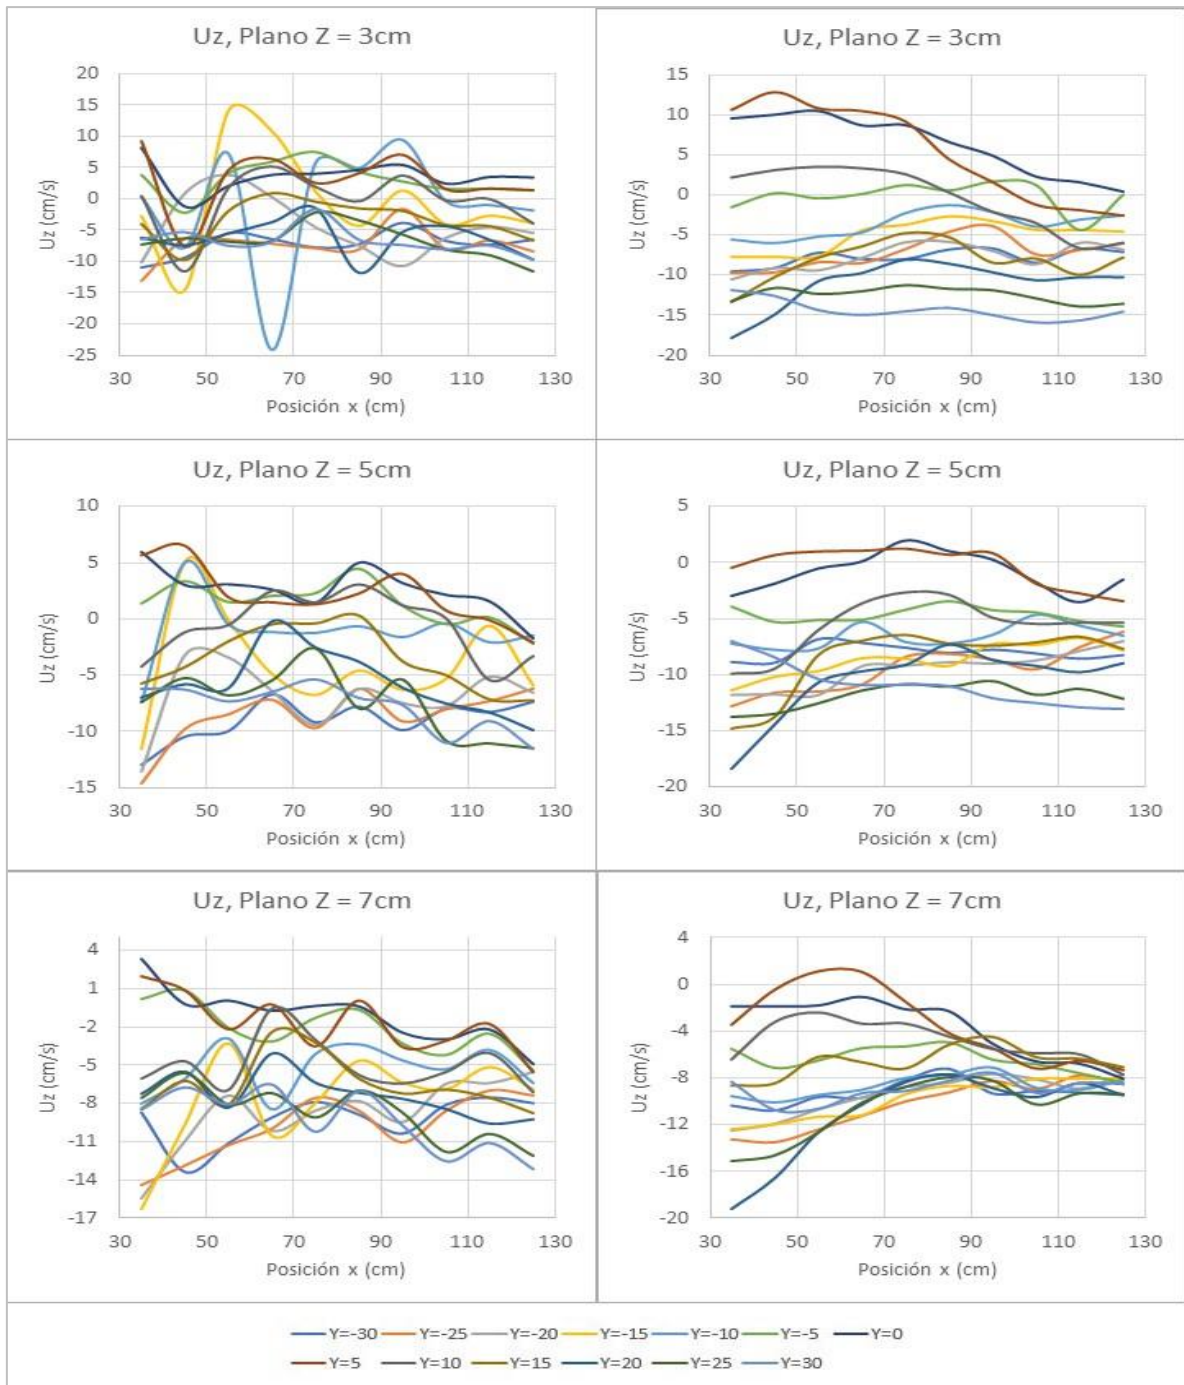 Uz, Plano Z = 3cm
20
15
10
5
0
-5
-10
-15
-20
-25
Uz (cm/s)
30 50 70 90 110 130
Posición x (cm)
Uz, Plano Z = 3cm
15
10
5
0
-5
-10
-15
-20
Uz (cm/s)
30 50 70 90 110 130
Posición x (cm)
Uz, Plano Z = 5cm
10
5
0
-5
-10
-15
Uz (cm/s)
30 50 70 90 110 130
Posición x (cm)
Uz, Plano Z = 5cm
5
0
-5
-10
-15
-20
Uz (cm/s)
30 50 70 90 110 130
Posición x (cm)
Uz, Plano Z = 7cm
4
1
-2
-5
-8
-11
-14
-17
Uz (cm/s)
30 50 70 90 110 130
Posición x (cm)
Uz, Plano Z = 7cm
4
0
-4
-8
-12
-16
-20
Uz (cm/s)
30 50 70 90 110 130
Posición x (cm)
Y=-30 Y=-25 Y=-20 Y=-15 Y=-10 Y=-5 Y=0
Y=5 Y=10 Y=15 Y=20 Y=25 Y=30